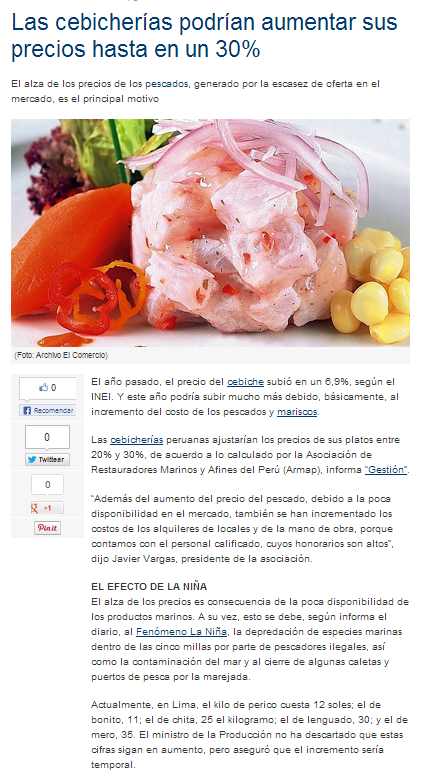 Las cebicherías podrían aumentar sus
precios hasta en un 30%
El alza de los precios de los pescados, generado por la escasez de oferta en el
mercado, es el principal motivo
(Foto: Archivo El Comercio)
0
Recomendar
0
Twittear
0
+1
Pin it
El año pasado, el precio del cebiche subió en un 6,9%, según el
INEI. Y este año podría subir mucho más debido, básicamente, al
incremento del costo de los pescados y mariscos.
Las cebicherías peruanas ajustarían los precios de sus platos entre
20% y 30%, de acuerdo a lo calculado por la Asociación de
Restauradores Marinos y Afines del Perú (Armap), informa "Gestión".
"Además del aumento del precio del pescado, debido a la poca
disponibilidad en el mercado, también se han incrementado los
costos de los alquileres de locales y de la mano de obra, porque
contamos con el personal calificado, cuyos honorarios son altos",
dijo Javier Vargas, presidente de la asociación.
EL EFECTO DE LA NIÑA
El alza de los precios es consecuencia de la poca disponibilidad de
los productos marinos. A su vez, esto se debe, según informa el
diario, al Fenómeno La Niña, la depredación de especies marinas
dentro de las cinco millas por parte de pescadores ilegales, así
como la contaminación del mar y al cierre de algunas caletas y
puertos de pesca por la marejada.
Actualmente, en Lima, el kilo de perico cuesta 12 soles; el de
bonito, 11; el de chita, 25 el kilogramo; el de lenguado, 30; y el de
mero, 35. El ministro de la Producción no ha descartado que estas
cifras sigan en aumento, pero aseguró que el incremento sería
temporal.